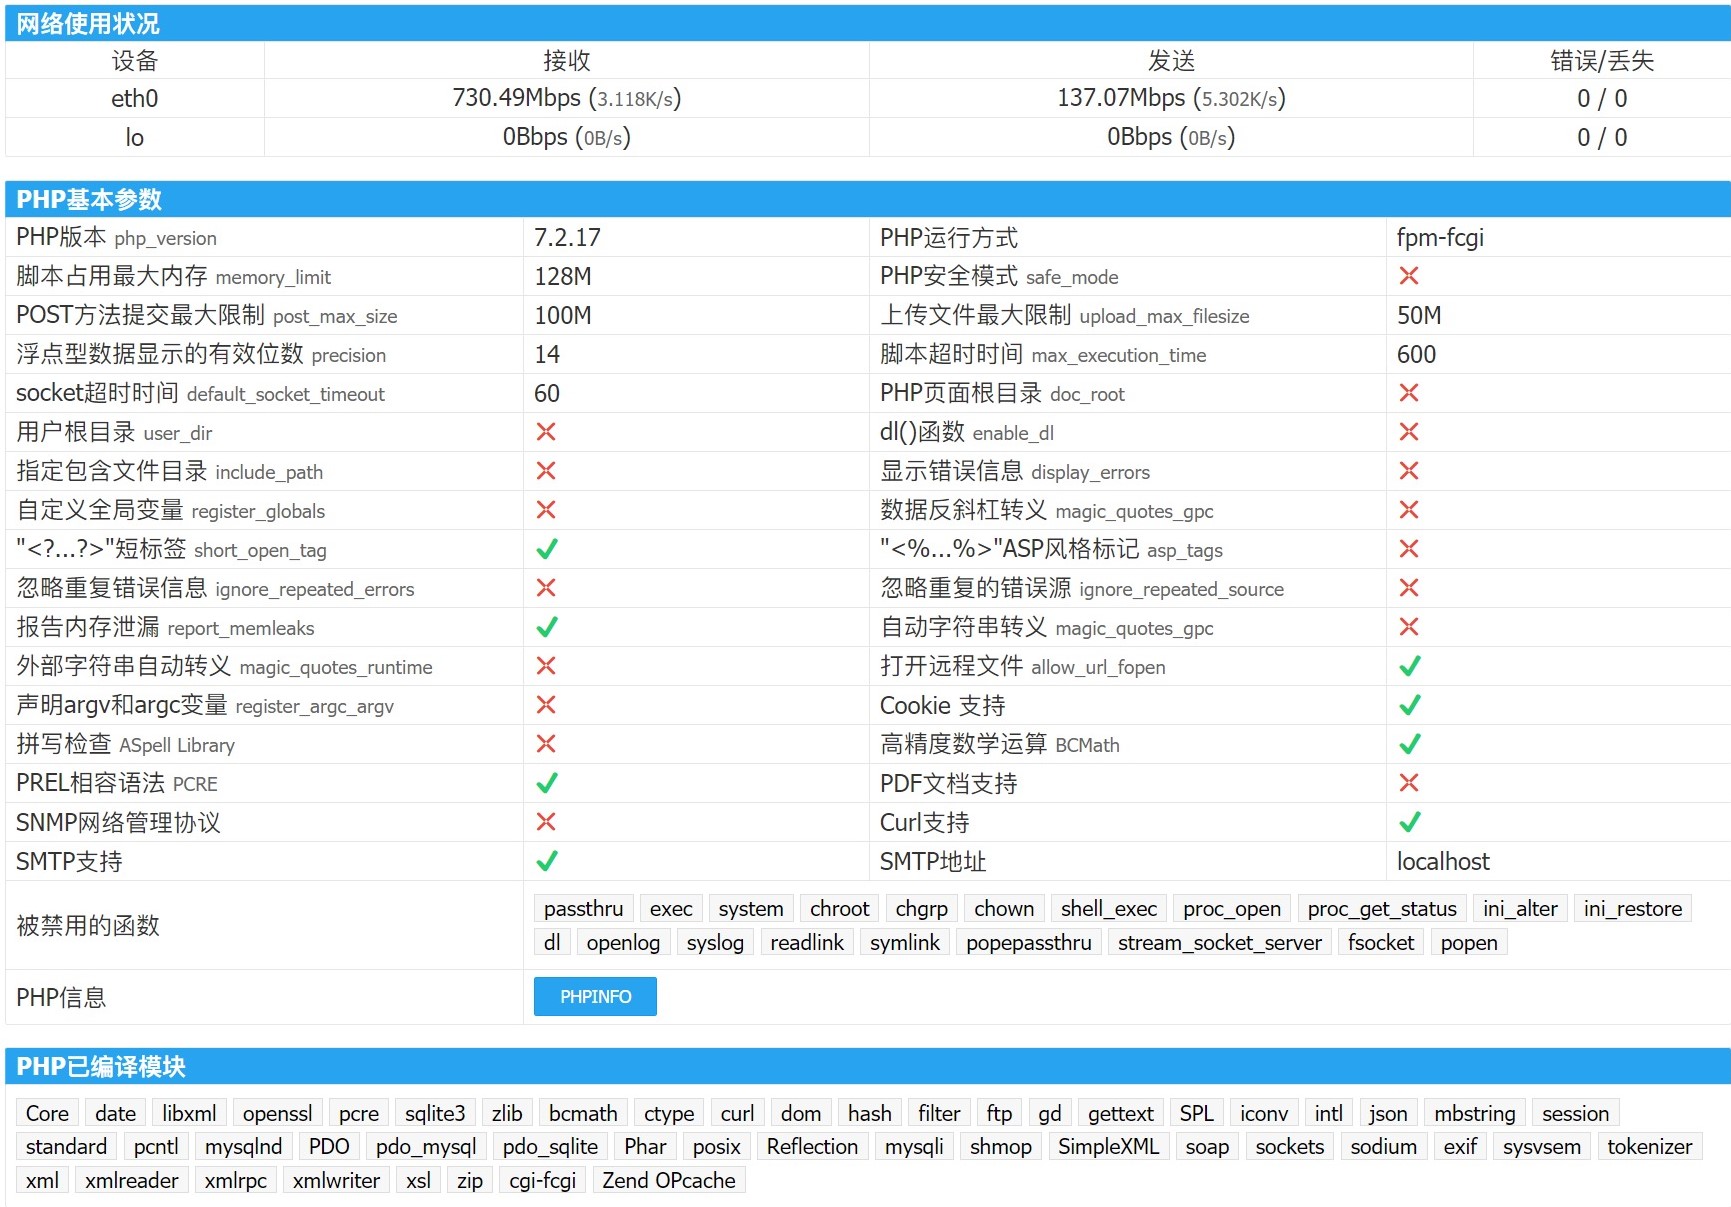 网络使用状况
设备 接收 发送 错误/丢失
eth0 730.49Mbps (3.118K/s) 137.07Mbps (5.302K/s) 0 / 0
lo 0Bbps (0B/s) 0Bbps (0B/s) 0 / 0
PHP基本参数
PHP版本 php_version 7.2.17 PHP运行方式 fpm-fcgi
脚本占用最大内存 memory_limit 128M PHP安全模式 safe_mode
POST方法提交最大限制 post_max_size 100M 上传文件最大限制 upload_max_filesize 50M
浮点型数据显示的有效位数 precision 14 脚本超时时间 max_execution_time 600
socket超时时间 default_socket_timeout 60 PHP页面根目录 doc_root
用户根目录 user_dir dl()函数 enable_dl
指定包含文件目录 include_path 显示错误信息 display_errors
自定义全局变量 register_globals 数据反斜杠转义 magic_quotes_gpc
"<?...?>"短标签 short_open_tag "<%...%>"ASP风格标记 asp_tags
忽略重复错误信息 ignore_repeated_errors 忽略重复的错误源 ignore_repeated_source
报告内存泄漏 report_memleaks 自动字符串转义 magic_quotes_gpc
外部字符串自动转义 magic_quotes_runtime 打开远程文件 allow_url_fopen
声明argv和argc变量 register_argc_argv Cookie 支持
拼写检查 ASpell Library 高精度数学运算 BCMath
PREL相容语法 PCRE PDF文档支持
SNMP网络管理协议 Curl支持
SMTP支持 SMTP地址 localhost
被禁用的函数 passthru exec system chroot chgrp chown shell_exec proc_open proc_get_status ini_alter ini_restore
dl openlog syslog readlink symlink popepassthru stream_socket_server fsocket popen
PHP信息 PHPINFO
PHP已编译模块
Core date libxml openssl pcre sqlite3 zlib bcmath ctype curl dom hash filter ftp gd gettext SPL iconv intl json mbstring session
standard pcntl mysqlnd PDO pdo_mysql pdo_sqlite Phar posix Reflection mysqli shmop SimpleXML soap sockets sodium exif sysvsem tokenizer
xml xmlreader xmlrpc xmlwriter xsl zip cgi-fcgi Zend OPcache